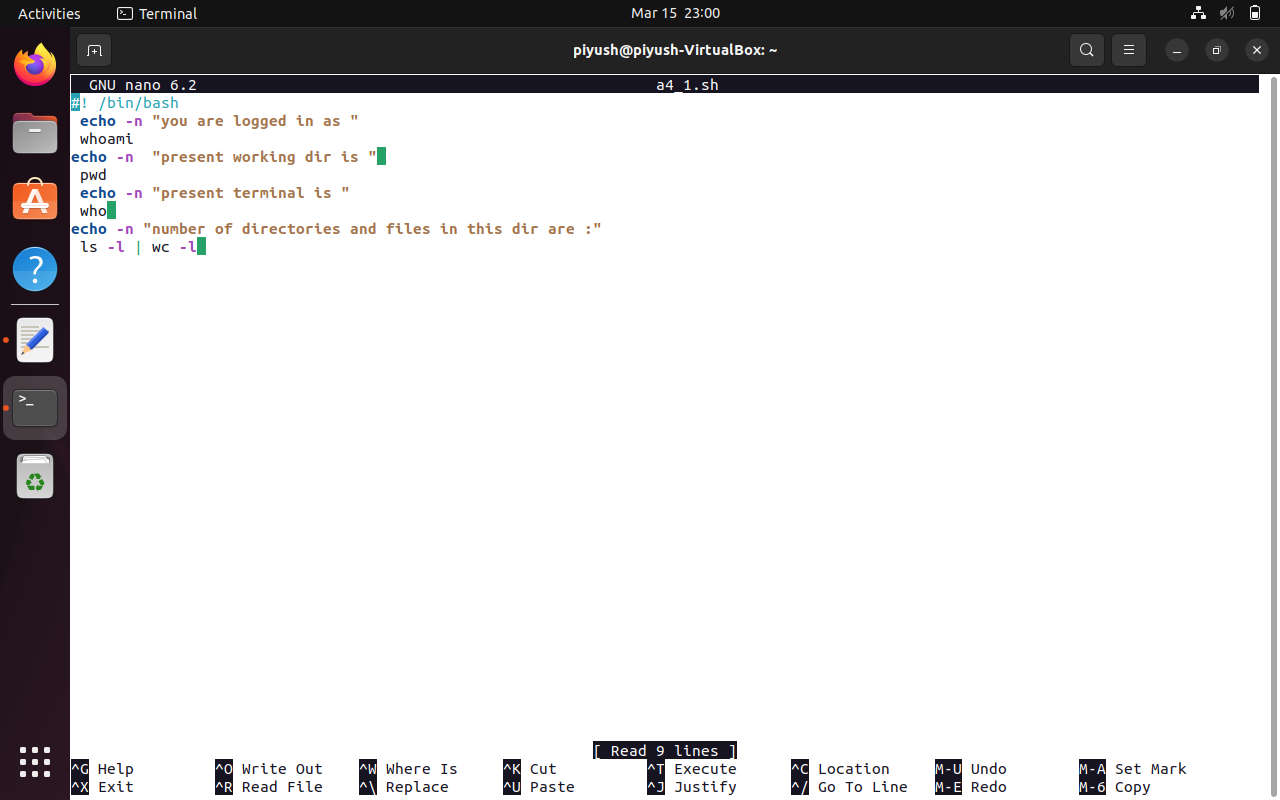 Activities Terminal Mar 15 23:00
piyush@piyush-VirtualBox: ~
GNU nano 6.2 a4_1.sh
#! /bin/bash
echo -n "you are logged in as "
whoami
echo -n  "present working dir is "
pwd
echo -n "present terminal is "
who
echo -n "number of directories and files in this dir are :"
ls -l | wc -l
[ Read 9 lines ]
^G Help ^O Write Out ^W Where Is ^K Cut ^T Execute ^C Location M-U Undo M-A Set Mark
^X Exit ^R Read File ^\ Replace ^U Paste ^J Justify ^/ Go To Line M-E Redo M-6 Copy